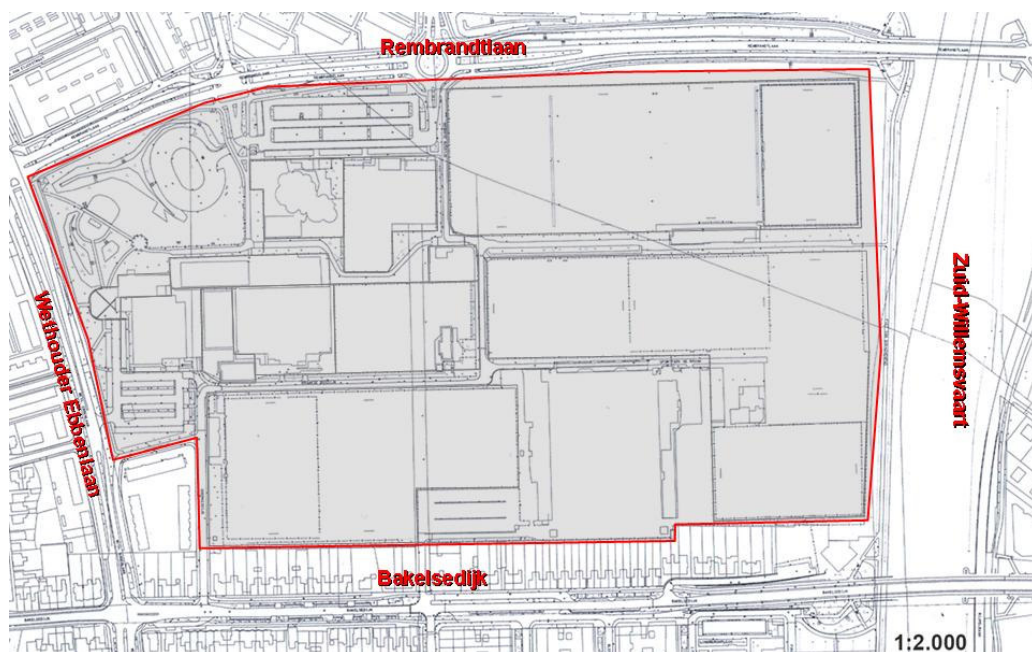 Rembrandtlaan
Wethouder Ebbenlaan
Zuid-Willemsvaart
Bakelsedijk
1:2.000